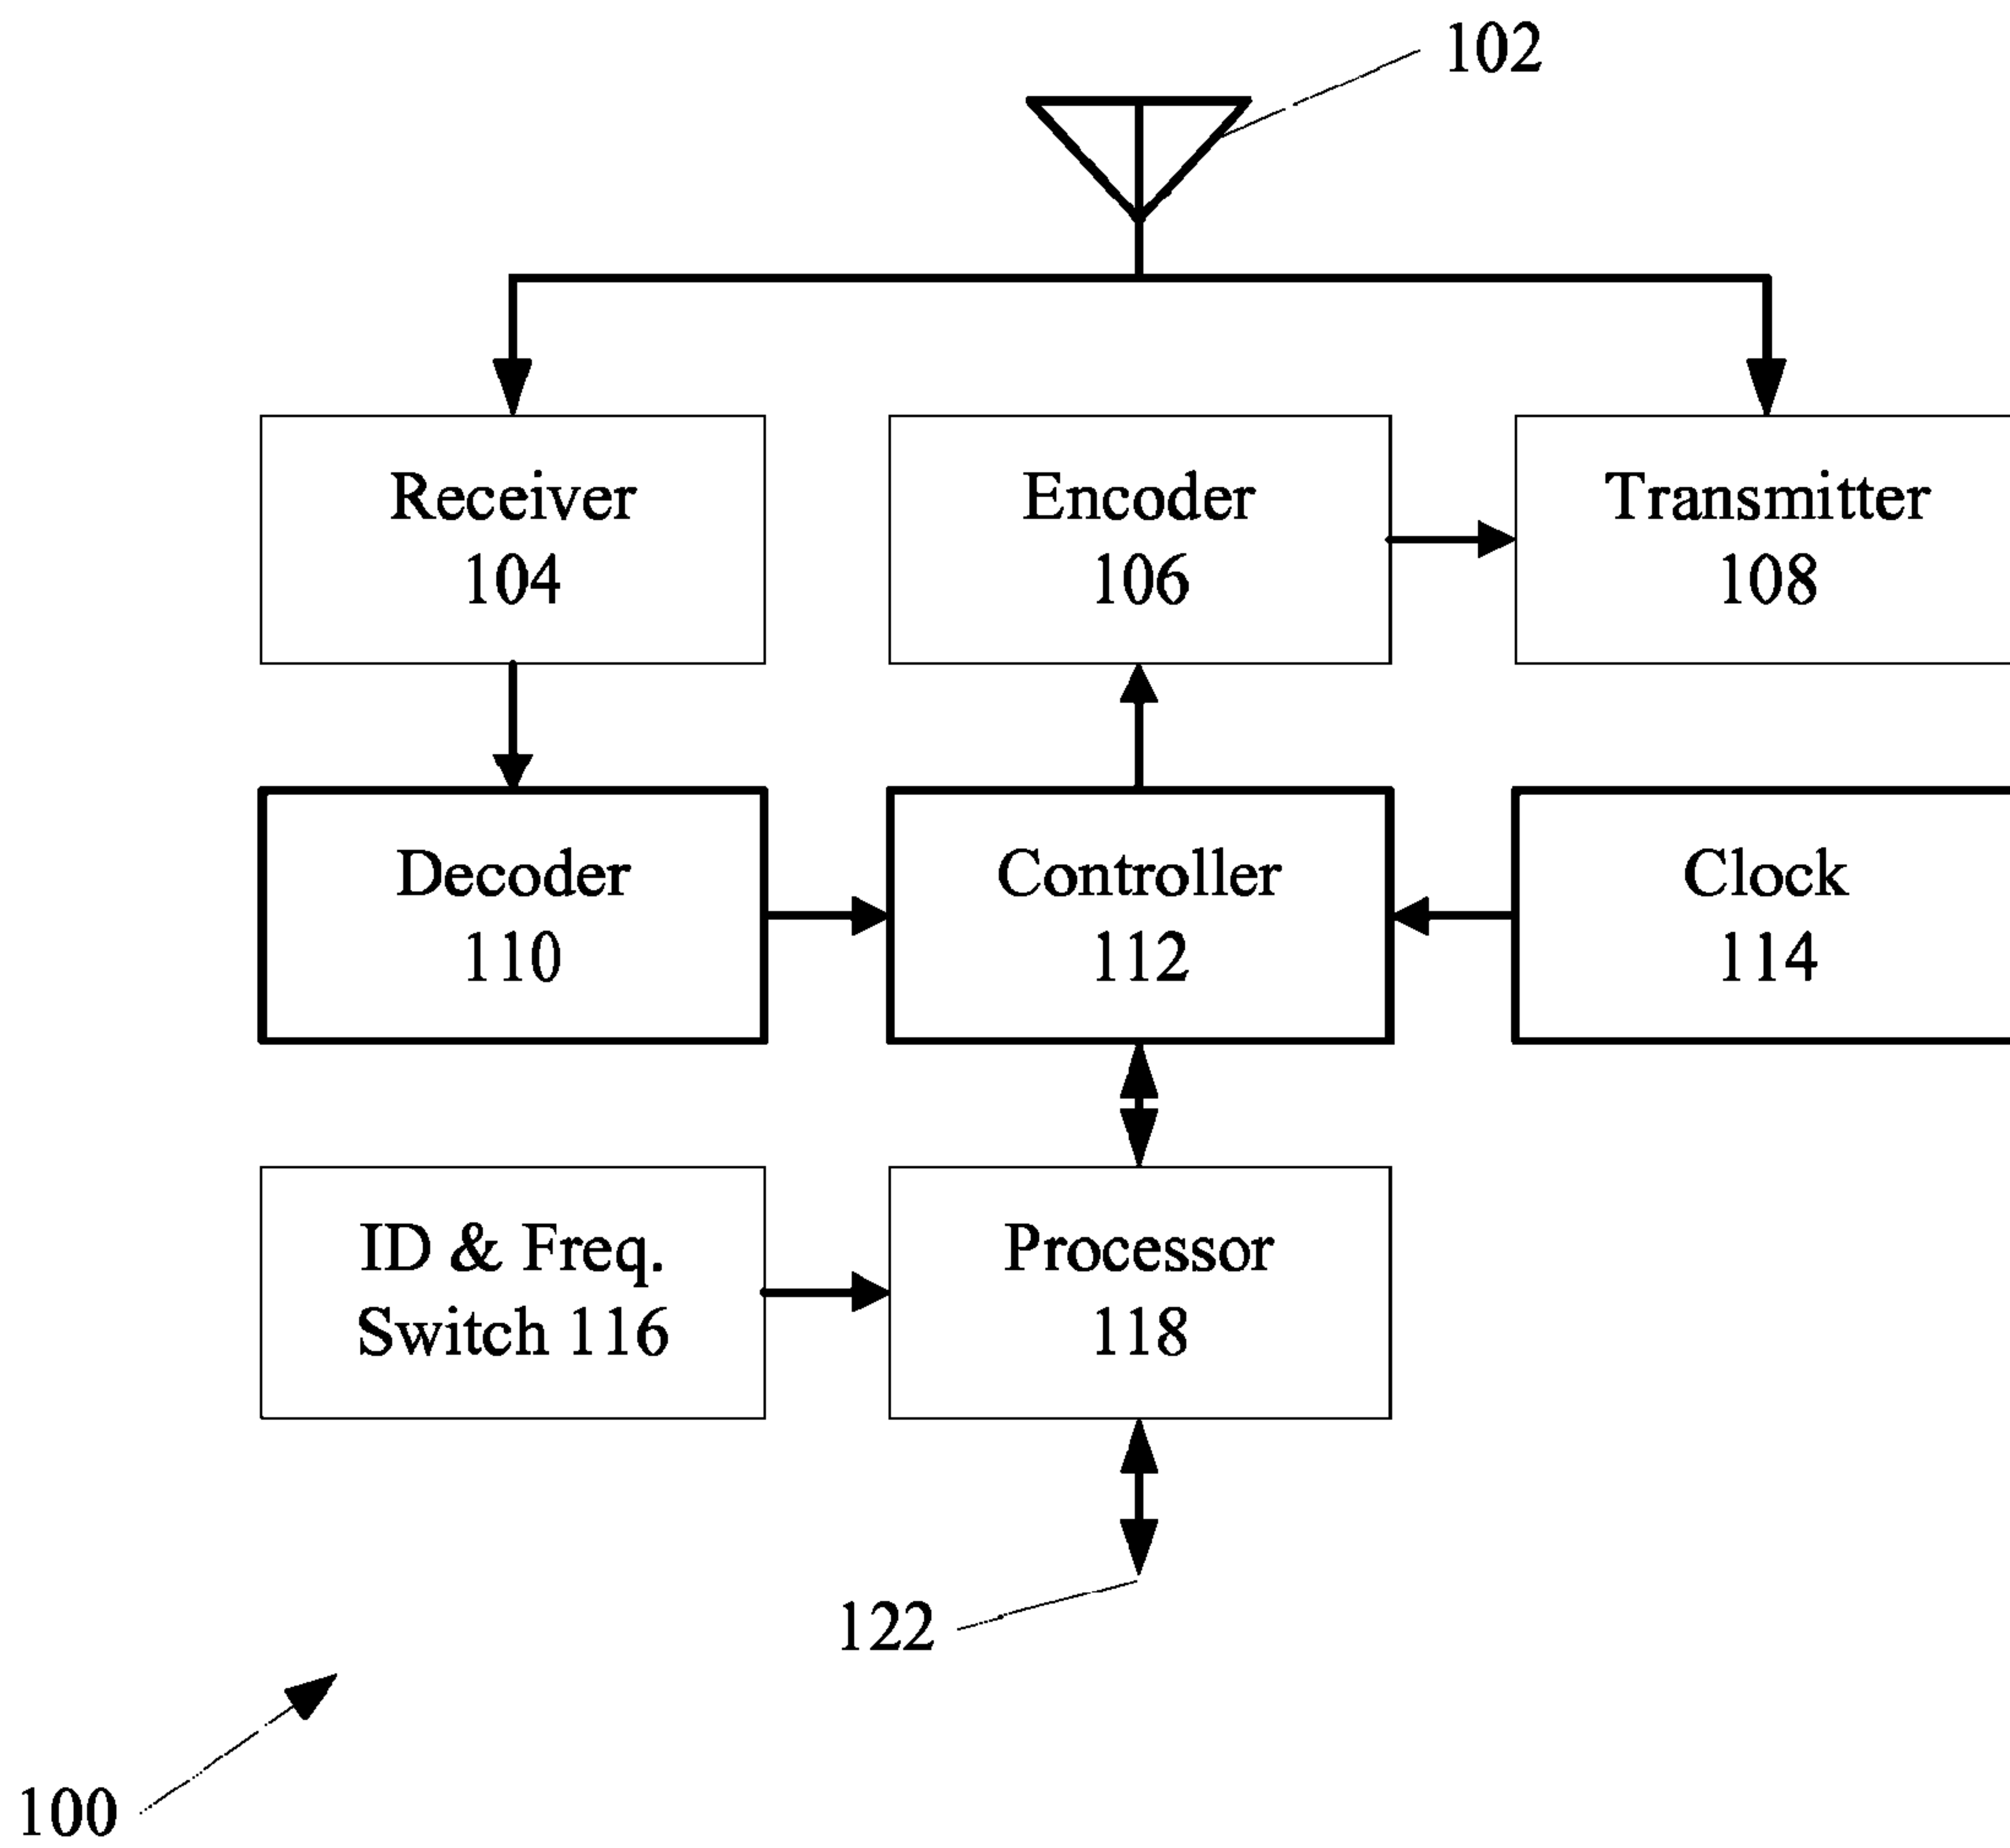 102
Receiver
104
Encoder
106
Transmitter
108
Decoder
110
Controller
112
Clock
114
ID & Freq.
Switch 116
Processor
118
122
100